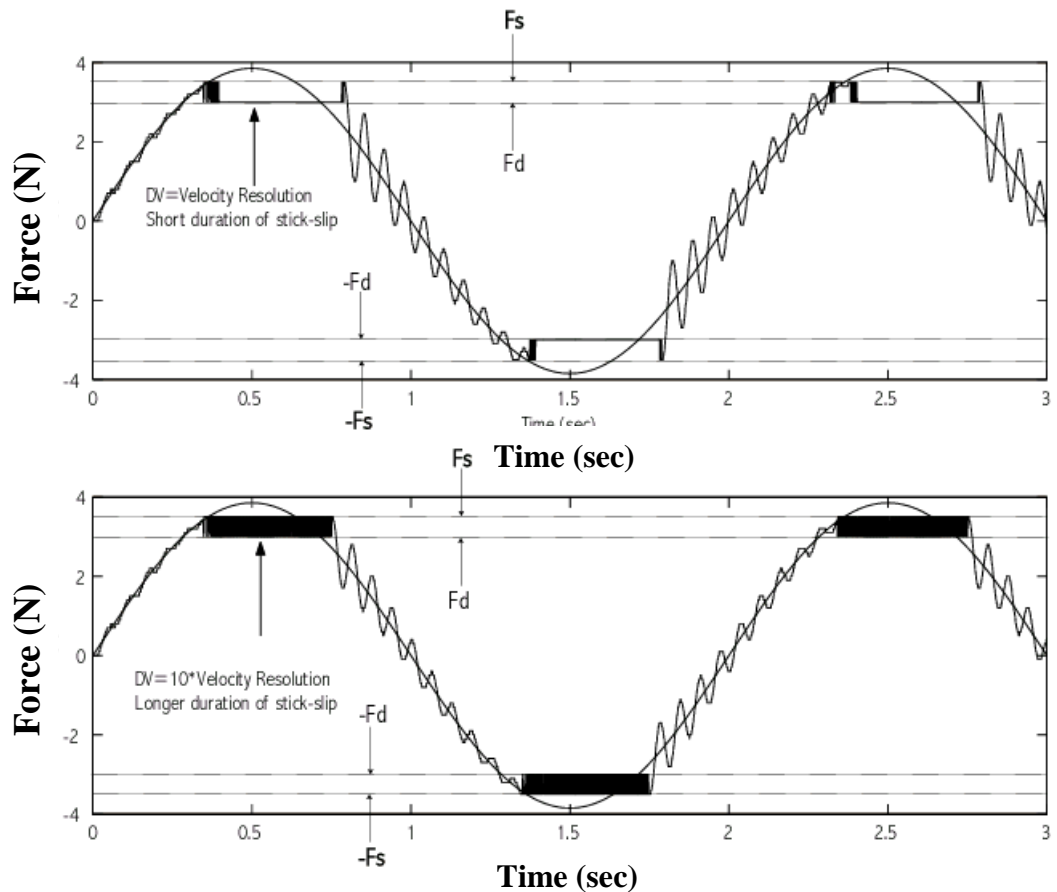 Fs
4
2
0
-2
-4
Force (N)
Fd
DV=Velocity Resolution
Short duration of stick-slip
-Fd
0 0.5 1 1.5 2 2.5 3
-Fs
Time (sec)
Time (sec)
Fs
4
2
0
-2
-4
Force (N)
Fd
DV=10*Velocity Resolution
Longer duration of stick-slip
-Fd
0 0.5 1 1.5 2 2.5 3
-Fs
Time (sec)